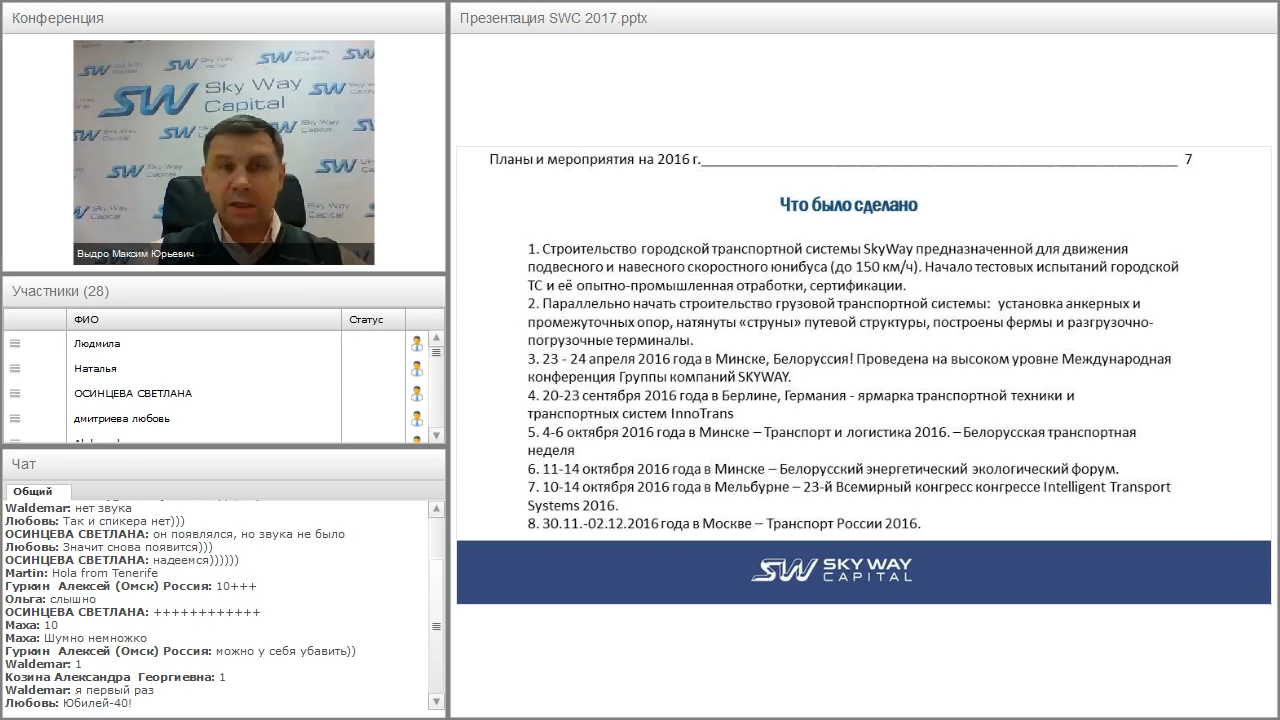 Конференция
SW Sky Way Capital
Выдро Максим Юрьевич
Участники (28)
ФИО Статус
Людмила
Наталья
ОСИНЦЕВА СВЕТЛАНА
дмитриева любовь
Чат
Общий
Waldemar: нет звука
Любовь: Так и спикера нет)))
ОСИНЦЕВА СВЕТЛАНА: он появлялся, но звука не было
Любовь: Значит снова появится)))
ОСИНЦЕВА СВЕТЛАНА: надеемся))))))
Martin: Hola from Tenerife
Гуркин Алексей (Омск) Россия: 10+++
Ольга: слышно
ОСИНЦЕВА СВЕТЛАНА: ++++++++++++
Маха: 10
Маха: Шумно немножко
Гуркин Алексей (Омск) Россия: можно у себя убавить))
Waldemar: 1
Козина Александра Георгиевна: 1
Waldemar: я первый раз
Любовь: Юбилей-40!
Презентация SWC 2017.pptx
Планы и мероприятия на 2016 г. 7
Что было сделано
1. Строительство городской транспортной системы SkyWay предназначенной для движения
подвесного и навесного скоростного юнибуса (до 150 км/ч). Начало тестовых испытаний городской
ТС и её опытно-промышленная отработки, сертификации.
2. Параллельно начать строительство грузовой транспортной системы: установка анкерных и
промежуточных опор, натянуты «струны» путевой структуры, построены фермы и разгрузочно-
погрузочные терминалы.
3. 23 - 24 апреля 2016 года в Минске, Белоруссия! Проведена на высоком уровне Международная
конференция Группы компаний SKYWAY.
4. 20-23 сентября 2016 года в Берлине, Германия - ярмарка транспортной техники и
транспортных систем InnoTrans
5. 4-6 октября 2016 года в Минске – Транспорт и логистика 2016. – Белорусская транспортная
неделя
6. 11-14 октября 2016 года в Минске – Белорусский энергетический экологический форум.
7. 10-14 октября 2016 года в Мельбурне – 23-й Всемирный конгресс конгрессе Intelligent Transport
Systems 2016.
8. 30.11.-02.12.2016 года в Москве – Транспорт России 2016.
SW SKY WAY CAPITAL